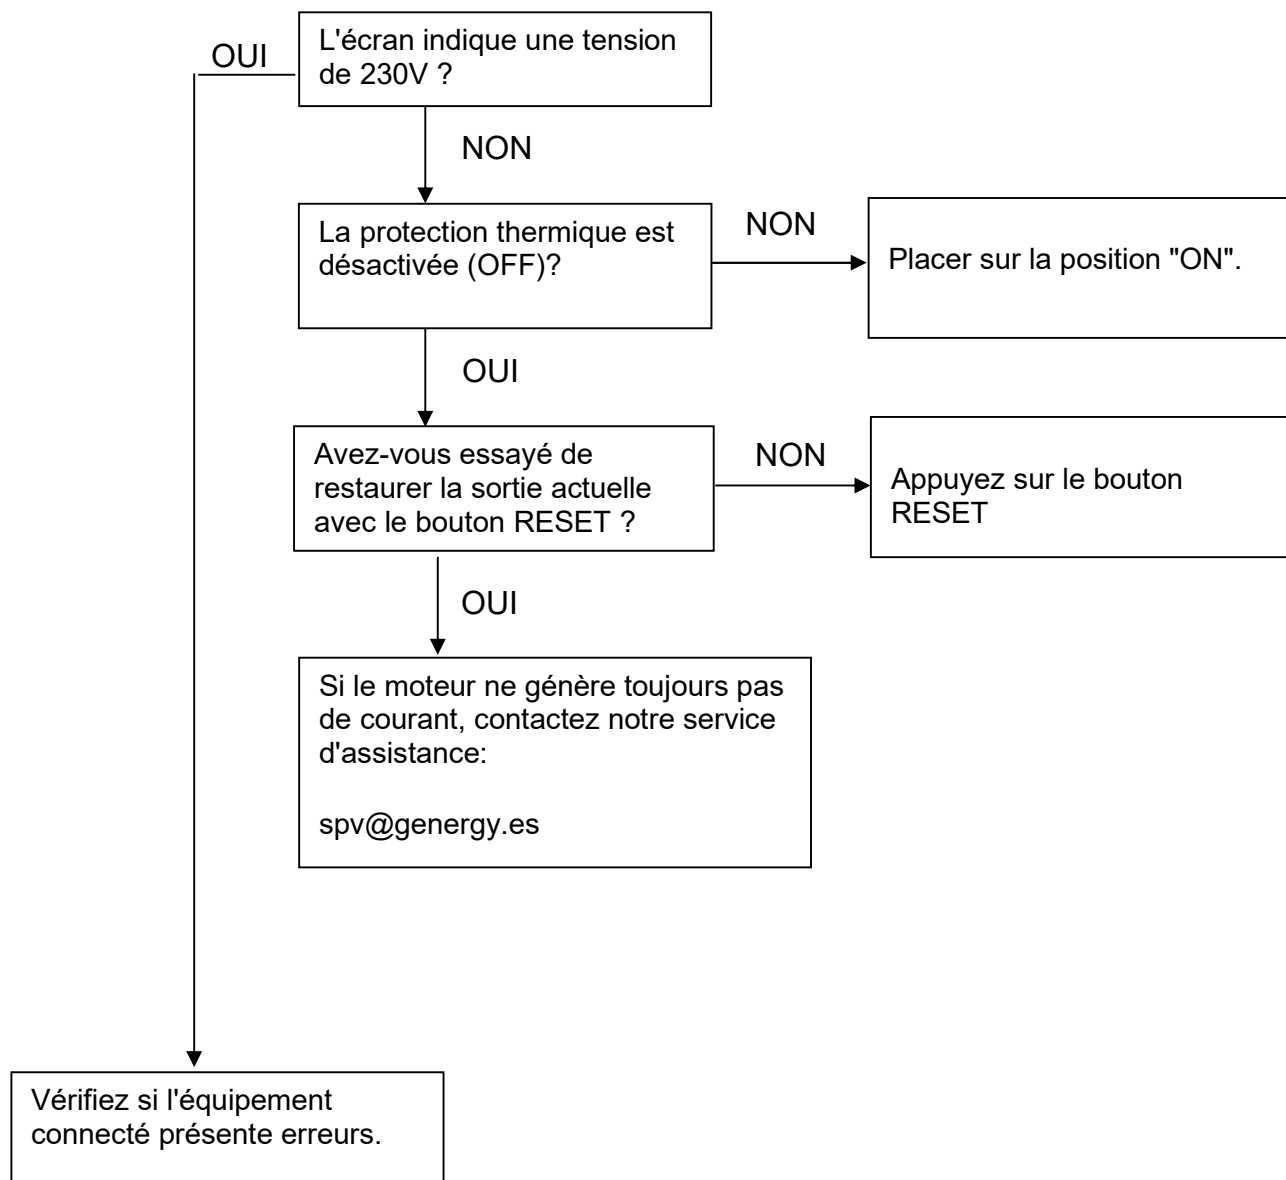 L'écran indique une tension
de 230V ?
OUI
NON
La protection thermique est
désactivée (OFF)?
NON
Placer sur la position "ON".
OUI
Avez-vous essayé de
restaurer la sortie actuelle
avec le bouton RESET ?
NON
Appuyez sur le bouton
RESET
OUI
Si le moteur ne génère toujours pas
de courant, contactez notre service
d'assistance:
spv@genergy.es
Vérifiez si l'équipement
connecté présente erreurs.